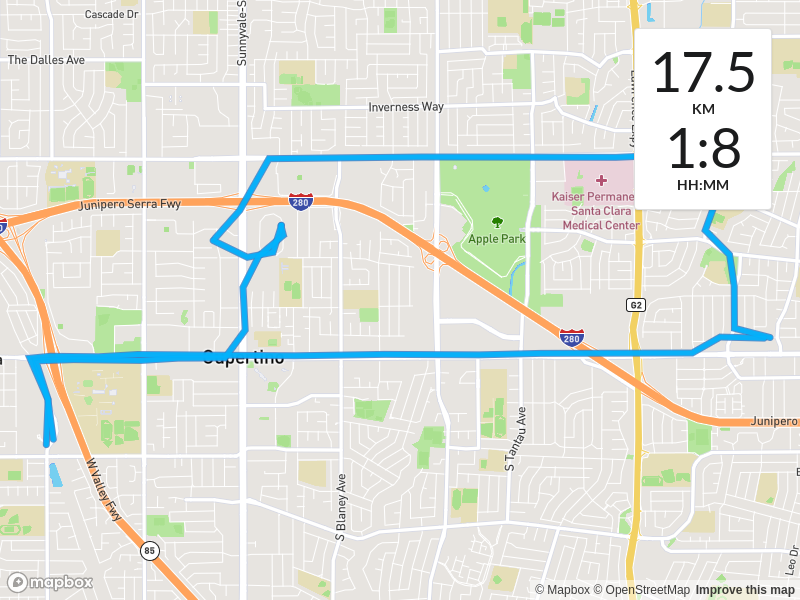 Cascade Dr
Sunnyvale-S
The Dalles Ave
Inverness Way
17.5
KM
1:8
HH:MM
Junipero Serra Fwy
280
Kaiser Permane
Santa Clara
Medical Center
Apple Park
G2
280
Cupertino
Junipero
S Tantau Ave
W Valley Fwy
S Blaney Ave
85
Leo Dr
mapbox
© Mapbox © OpenStreetMap Improve this map